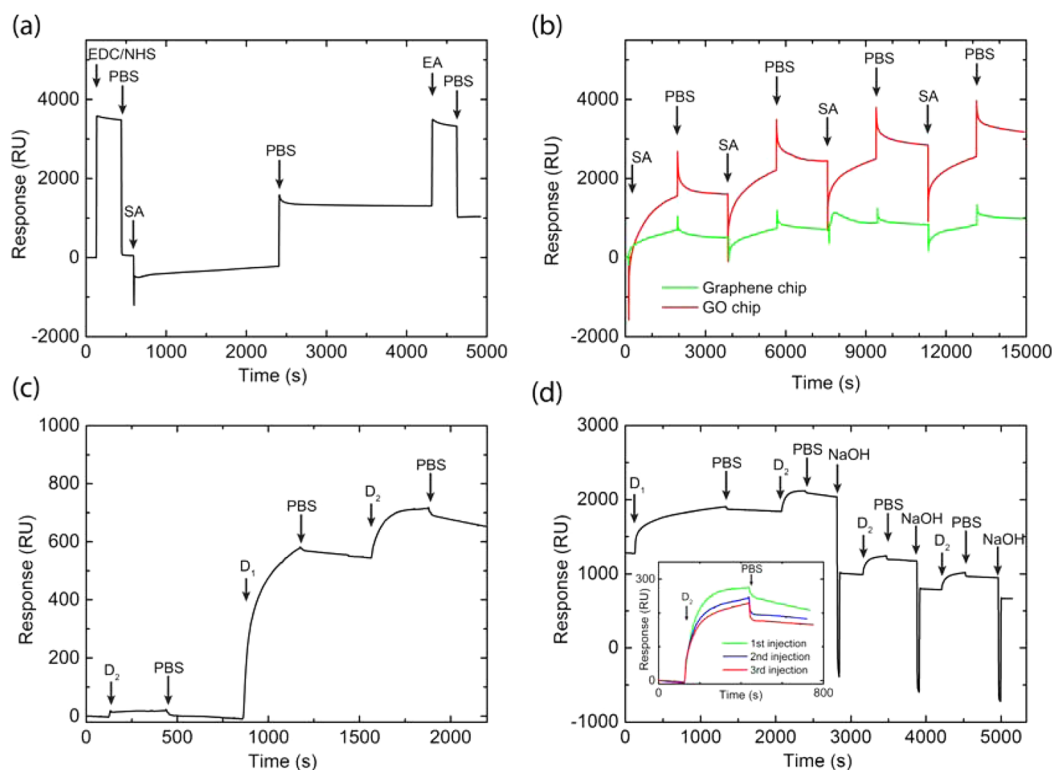 (a)
EDC/NHS
PBS
SA
PBS
EA
PBS
4000
2000
0
-2000
Response (RU)
0 1000 2000 3000 4000 5000
Time (s)
(b)
SA
PBS
SA
PBS
SA
PBS
SA
PBS
4000
2000
0
-2000
Response (RU)
Graphene chip
GO chip
0 3000 6000 9000 12000 15000
Time (s)
(c)
1000
800
600
400
200
0
Response (RU)
D2
PBS
D1
PBS
D2
PBS
0 500 1000 1500 2000
Time (s)
(d)
3000
2000
1000
0
-1000
Response (RU)
D1
PBS
D2
PBS
NaOH
D2
PBS
NaOH
D2
PBS
NaOH
300
0
Response (RU)
D2
PBS
1st injection
2nd injection
3rd injection
0 800
Time (s)
0 1000 2000 3000 4000 5000
Time (s)